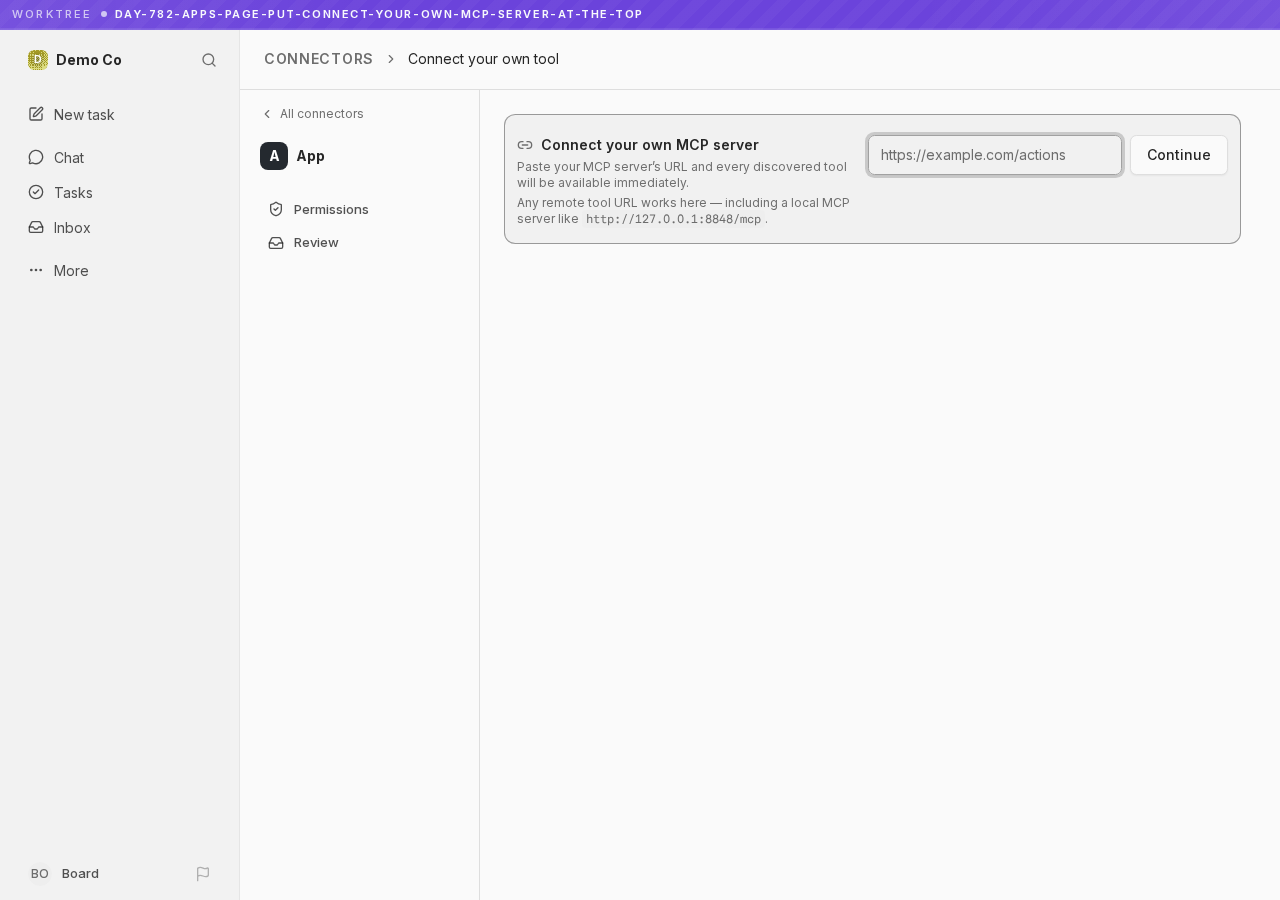 WORKTREE DAY-782-APPS-PAGE-PUT-CONNECT-YOUR-OWN-MCP-SERVER-AT-THE-TOP
D Demo Co
New task
Chat
Tasks
Inbox
More
BO Board
CONNECTORS Connect your own tool
All connectors
A App
Permissions
Review
Connect your own MCP server
Paste your MCP server’s URL and every discovered tool
will be available immediately.
Any remote tool URL works here — including a local MCP
server like http://127.0.0.1:8848/mcp .
https://example.com/actions
Continue